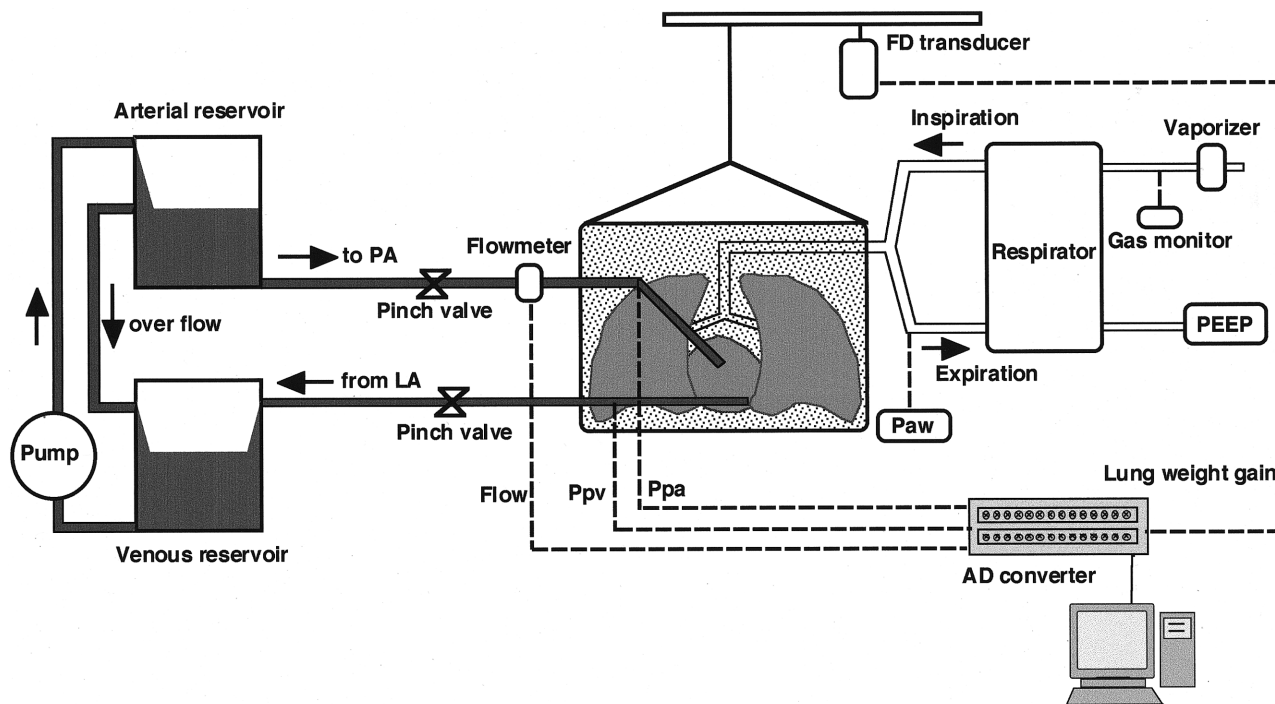 FD transducer
Arterial reservoir
Inspiration
Vaporizer
to PA
Flowmeter
Respirator
Gas monitor
Pinch valve
over flow
PEEP
from LA
Expiration
Pinch valve
Paw
Pump
Lung weight gain
Flow
Ppv
Ppa
Venous reservoir
AD converter